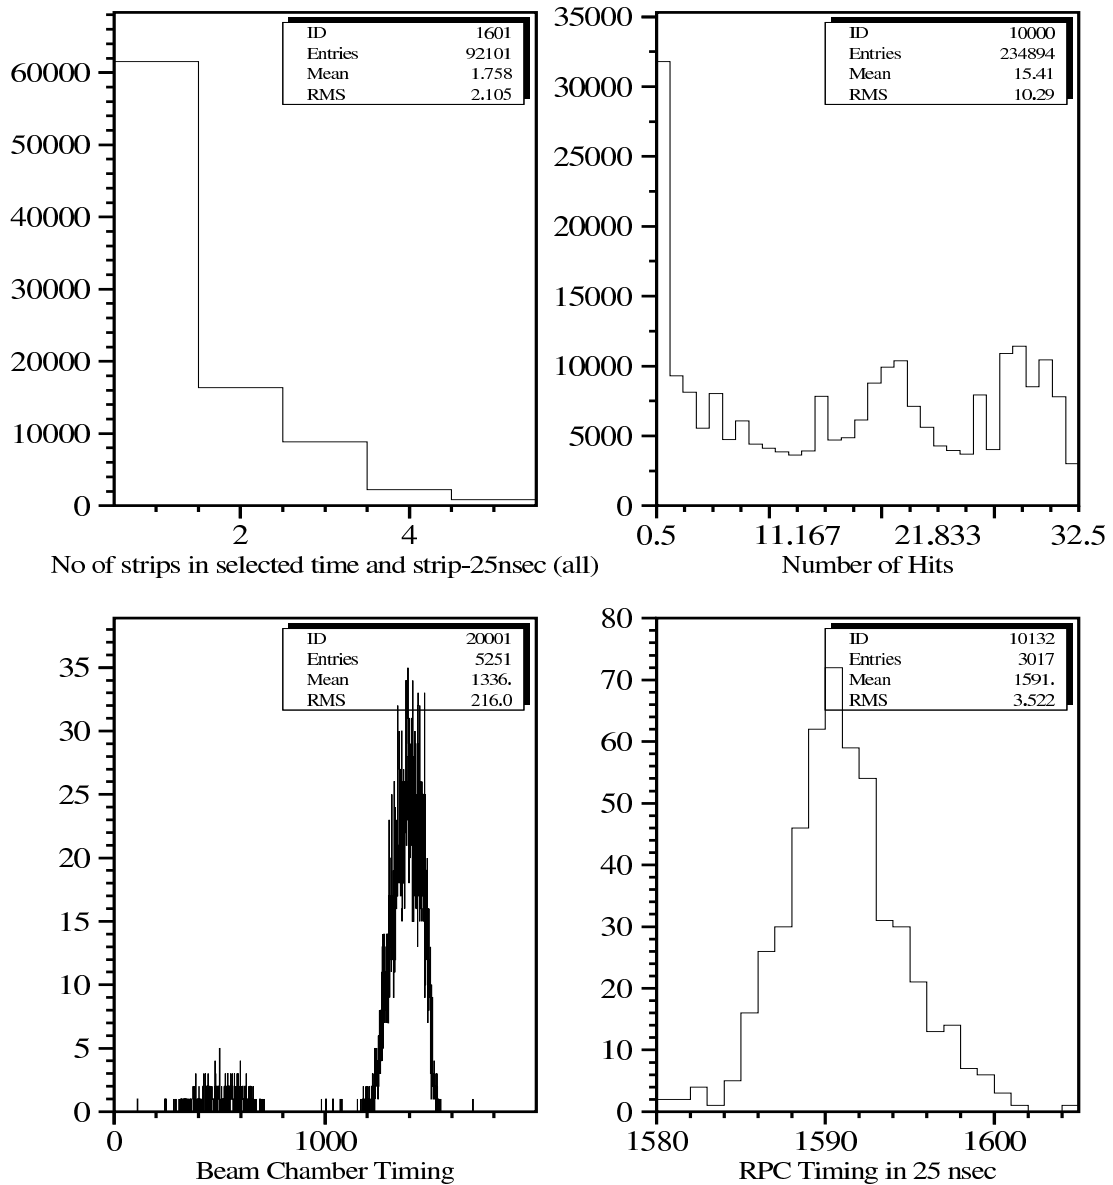 ID 1601
Entries 92101
Mean 1.758
RMS 2.105
60000
50000
40000
30000
20000
10000
0
2 4
No of strips in selected time and strip-25nsec (all)
ID 10000
Entries 234894
Mean 15.41
RMS 10.29
35000
30000
25000
20000
15000
10000
5000
0
0.5 11.167 21.833 32.5
Number of Hits
ID 20001
Entries 5251
Mean 1336.
RMS 216.0
35
30
25
20
15
10
5
0
0 1000
Beam Chamber Timing
ID 10132
Entries 3017
Mean 1591.
RMS 3.522
80
70
60
50
40
30
20
10
0
1580 1590 1600
RPC Timing in 25 nsec